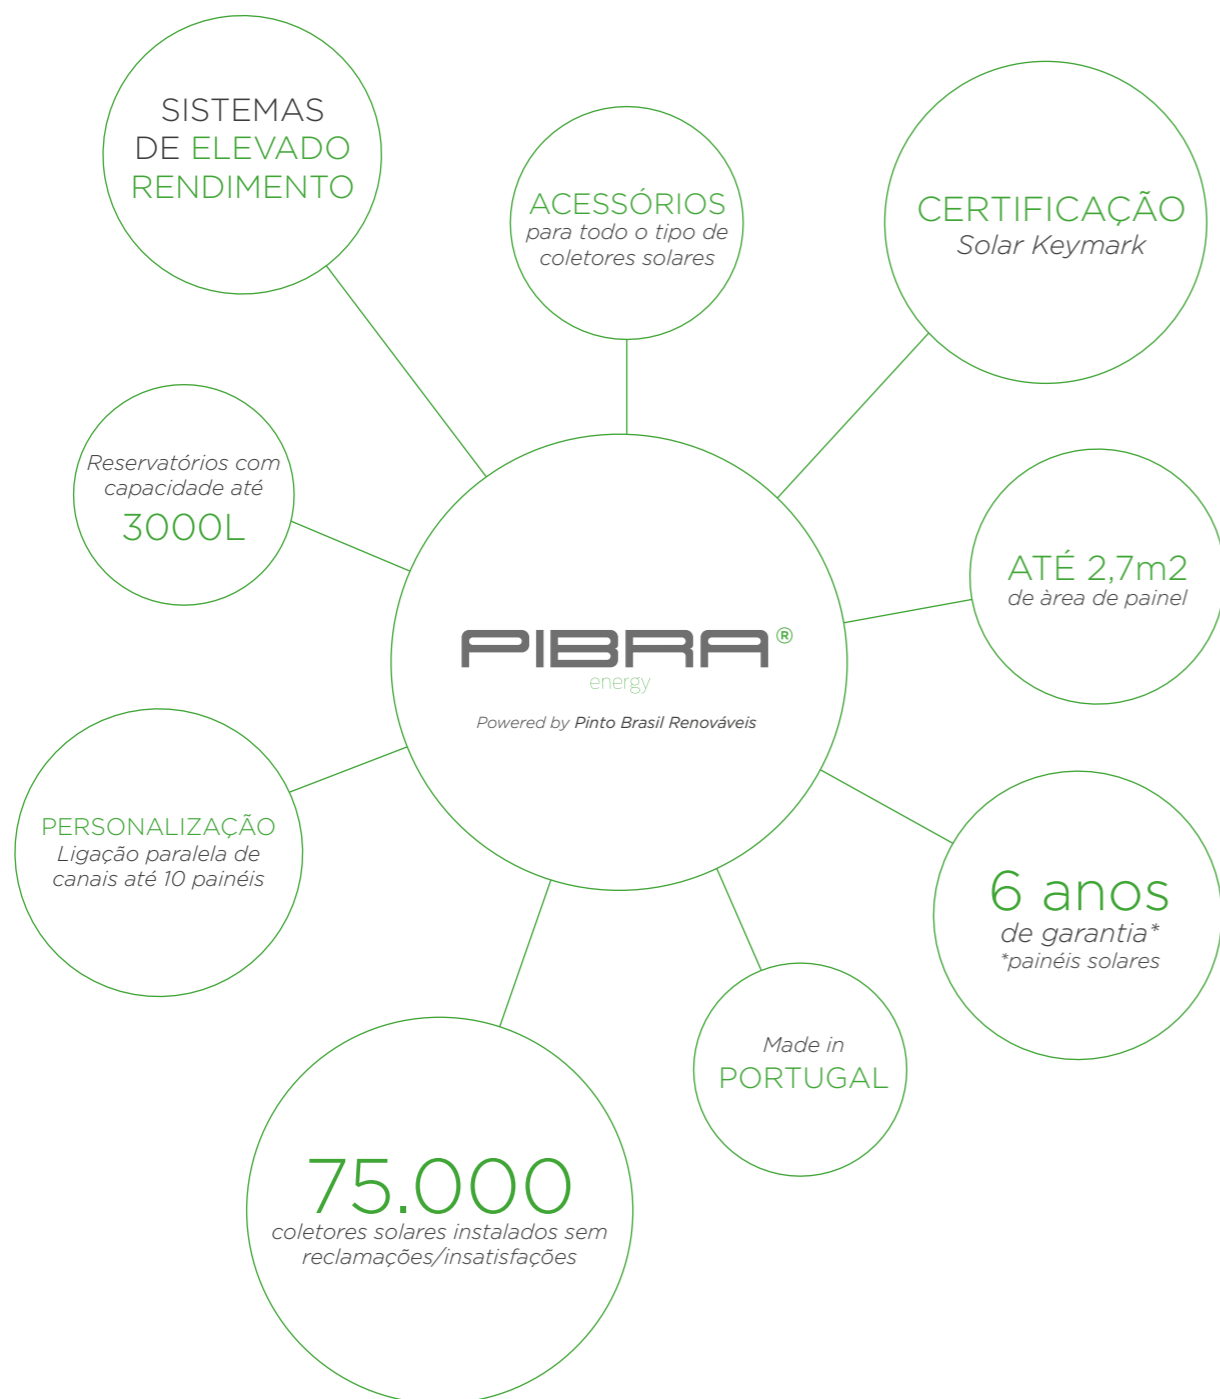 SISTEMAS
DE ELEVADO
RENDIMENTO
ACESSÓRIOS
para todo o tipo de
coletores solares
CERTIFICAÇÃO
Solar Keymark
Reservatórios com
capacidade até
3000L
ATÉ 2,7m2
de àrea de painel
PIBRA®
energy
Powered by Pinto Brasil Renováveis
PERSONALIZAÇÃO
Ligação paralela de
canais até 10 painéis
6 anos
de garantia*
*painéis solares
Made in
PORTUGAL
75.000
coletores solares instalados sem
reclamações/insatisfações